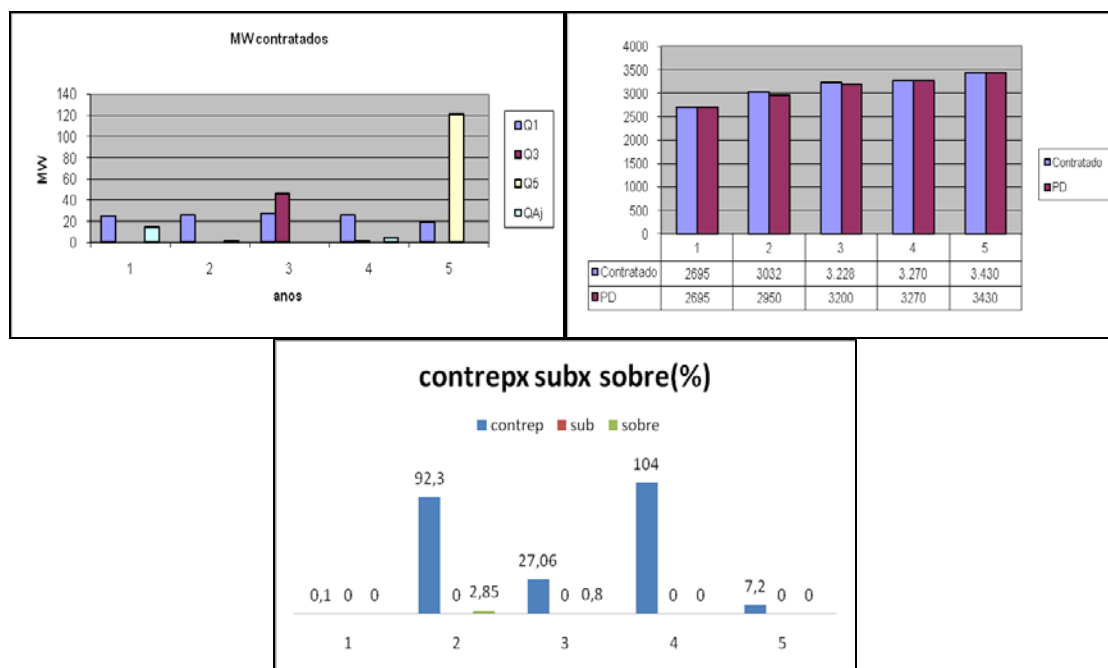 MW contratados
140
120
100
80
60
40
20
0
MW
1 2 3 4 5
anos
Q1
Q3
Q5
QAj
4000
3500
3000
2500
2000
1500
1000
500
0
1 2 3 4 5
Contratado 2695 3032 3.228 3.270 3.430
PD 2695 2950 3200 3270 3430
Contratado
PD
contrepx subx sobre(%)
contrep sub sobre
0,1 0 0 92,3 0 2,85 27,06 0 0,8 104 0 0 7,2 0 0
1 2 3 4 5